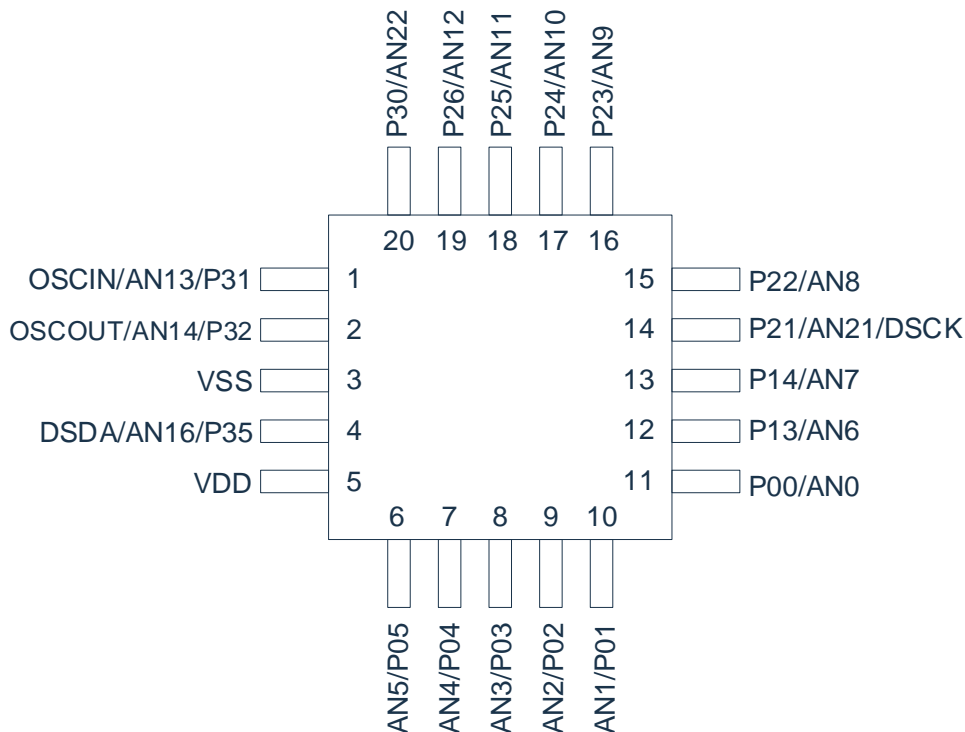 P30/AN22
P26/AN12
P25/AN11
P24/AN10
P23/AN9
20 19 18 17 16
OSCIN/AN13/P31 1
15 P22/AN8
OSCOUT/AN14/P32 2
14 P21/AN21/DSCK
VSS 3
13 P14/AN7
DSDA/AN16/P35 4
12 P13/AN6
VDD 5
11 P00/AN0
6 7 8 9 10
AN5/P05
AN4/P04
AN3/P03
AN2/P02
AN1/P01